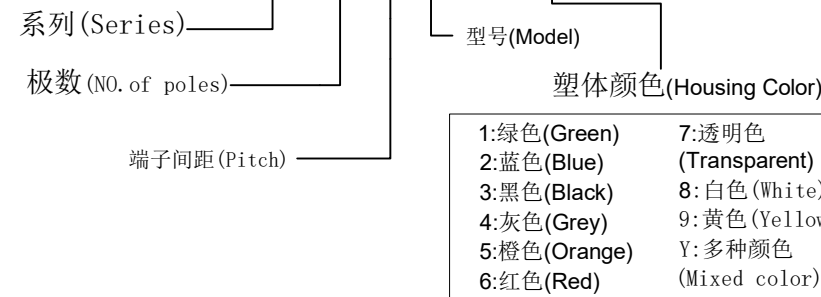 系列(Series)
型号(Model)
极数(NO.of poles)
塑体颜色(Housing Color)
端子间距(Pitch)
1:绿色(Green)
2:蓝色(Blue)
3:黑色(Black)
4:灰色(Grey)
5:橙色(Orange)
6:红色(Red)
7:透明色
(Transparent)
8:白色(White)
9:黄色(Yellow
Y:多种颜色
(Mixed color)